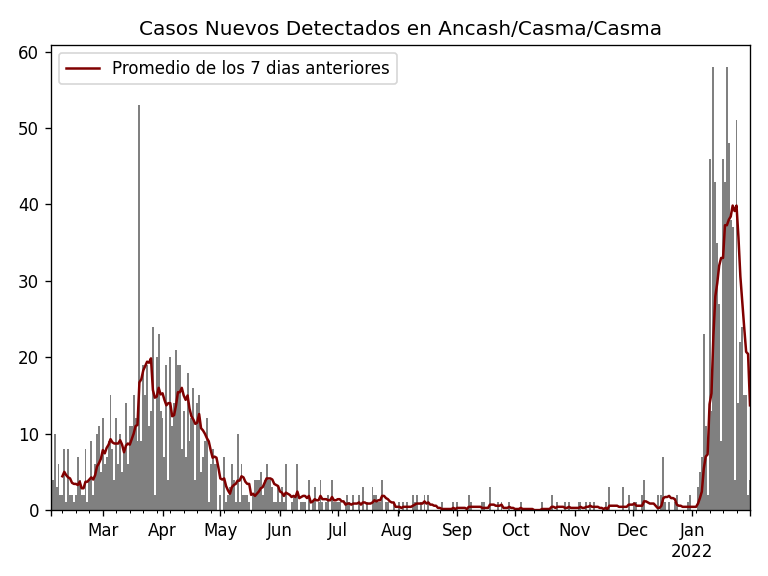 Casos Nuevos Detectados en Ancash/Casma/Casma
Promedio de los 7 dias anteriores
60
50
40
30
20
10
0
Mar Apr May Jun Jul Aug Sep Oct Nov Dec Jan
2022